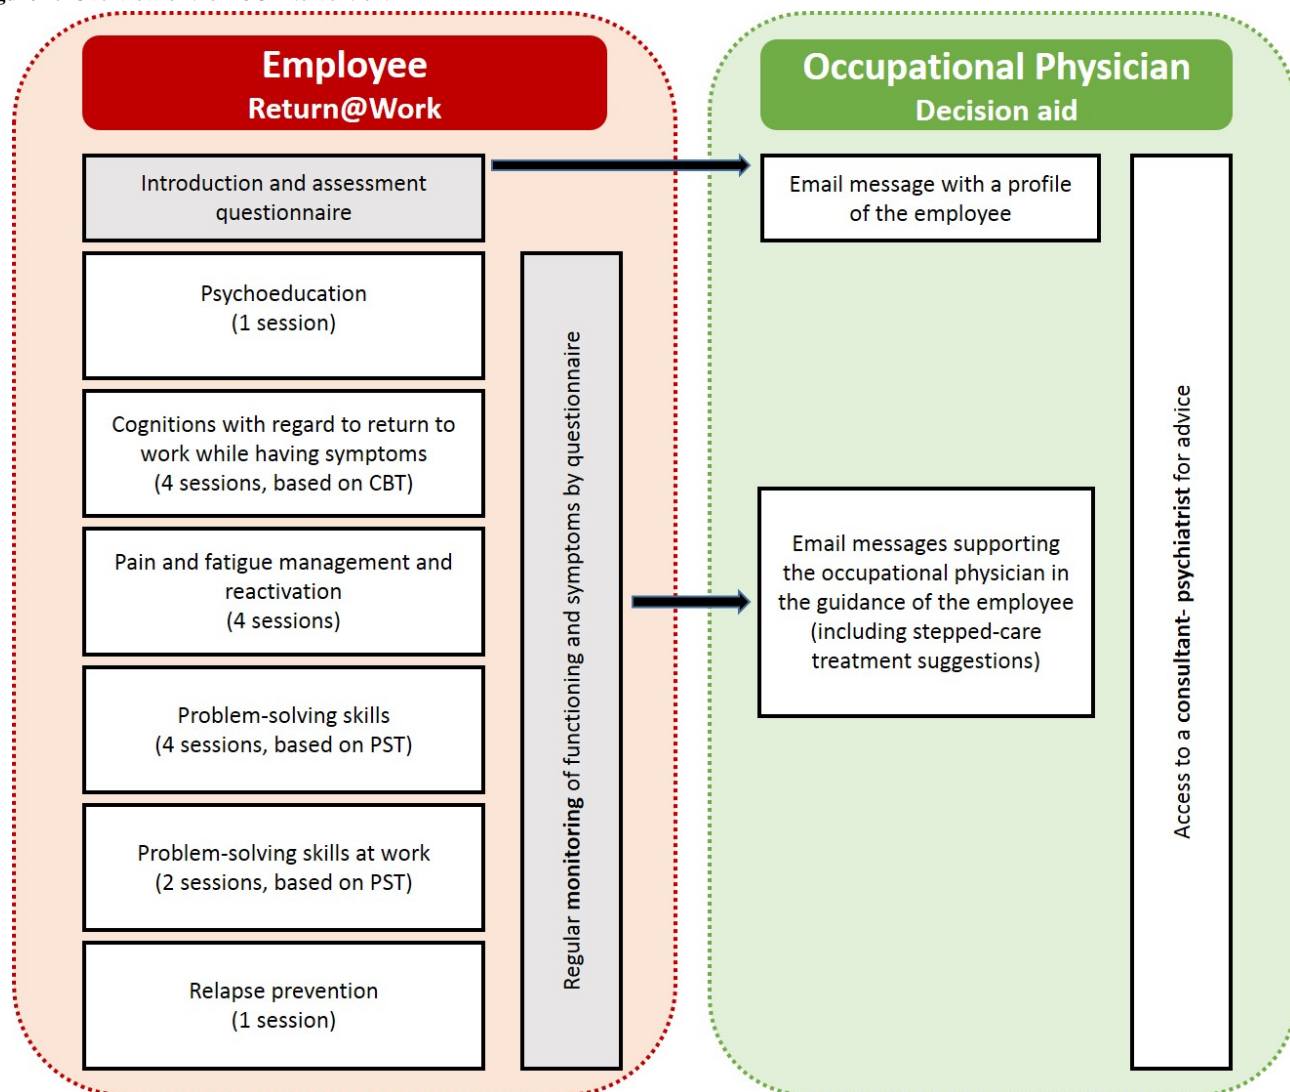 Employee
Return@Work
Introduction and assessment
questionnaire
Psychoeducation
(1 session)
Cognitions with regard to return to
work while having symptoms
(4 sessions, based on CBT)
Pain and fatigue management and
reactivation
(4 sessions)
Problem-solving skills
(4 sessions, based on PST)
Problem-solving skills at work
(2 sessions, based on PST)
Relapse prevention
(1 session)
Regular monitoring of functioning and symptoms by questionnaire
Occupational Physician
Decision aid
Email message with a profile
of the employee
Email messages supporting
the occupational physician in
the guidance of the employee
(including stepped-care
treatment suggestions)
Access to a consultant- psychiatrist for advice